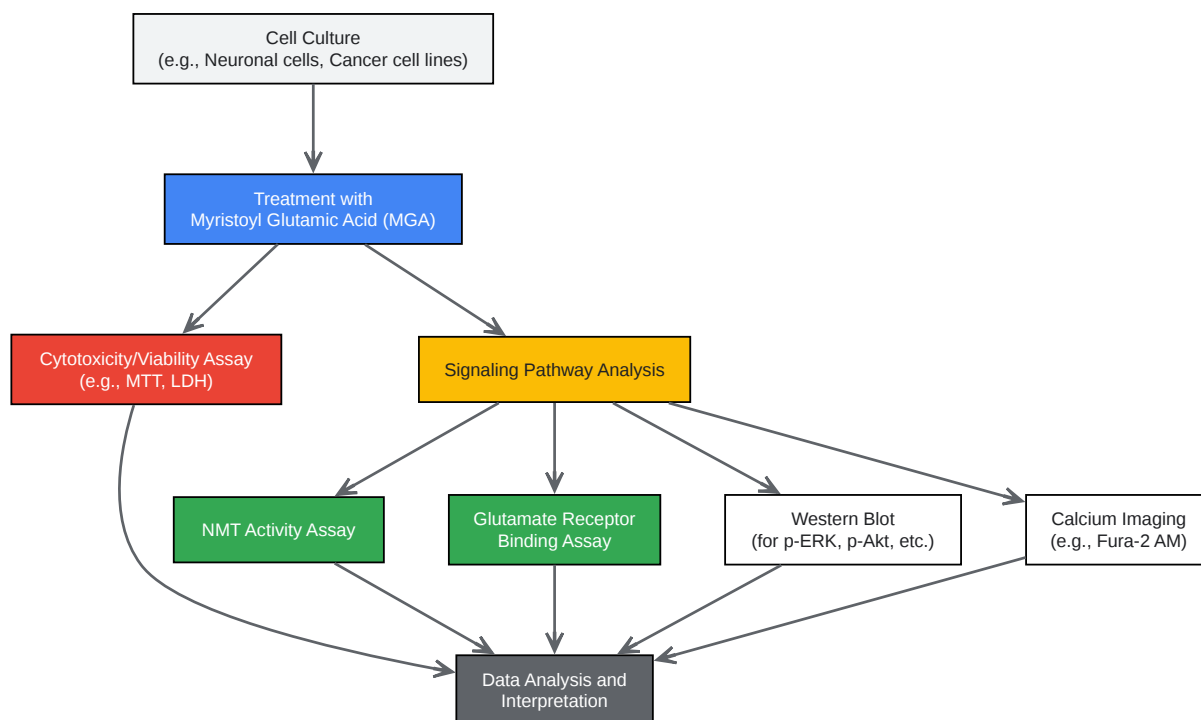 Cell Culture
(e.g., Neuronal cells, Cancer cell lines)
Treatment with
Myristoyl Glutamic Acid (MGA)
Cytotoxicity/Viability Assay
(e.g., MTT, LDH)
Signaling Pathway Analysis
NMT Activity Assay
Glutamate Receptor
Binding Assay
Western Blot
(for p-ERK, p-Akt, etc.)
Calcium Imaging
(e.g., Fura-2 AM)
Data Analysis and
Interpretation